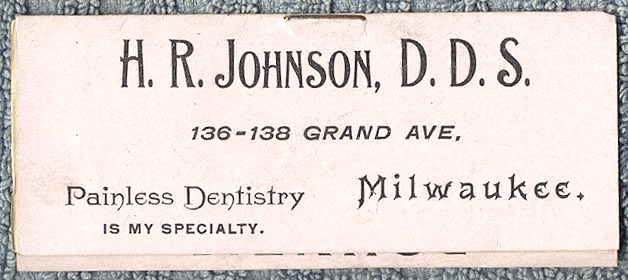 H. R. JOHNSON, D. D. S.
136-138 GRAND AVE,
Painless Dentistry
IS MY SPECIALTY.
Milwaukee.